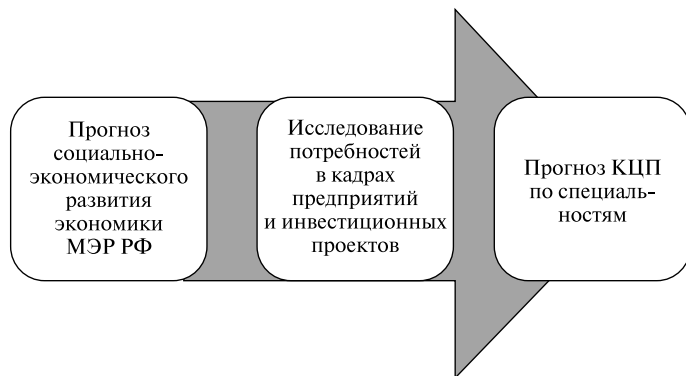 Прогноз
социально-
экономического
развития
экономики
МЭР РФ
Исследование
потребностей
в кадрах
предприятий
и инвестиционных
проектов
Прогноз КЦП
по специаль-
ностям